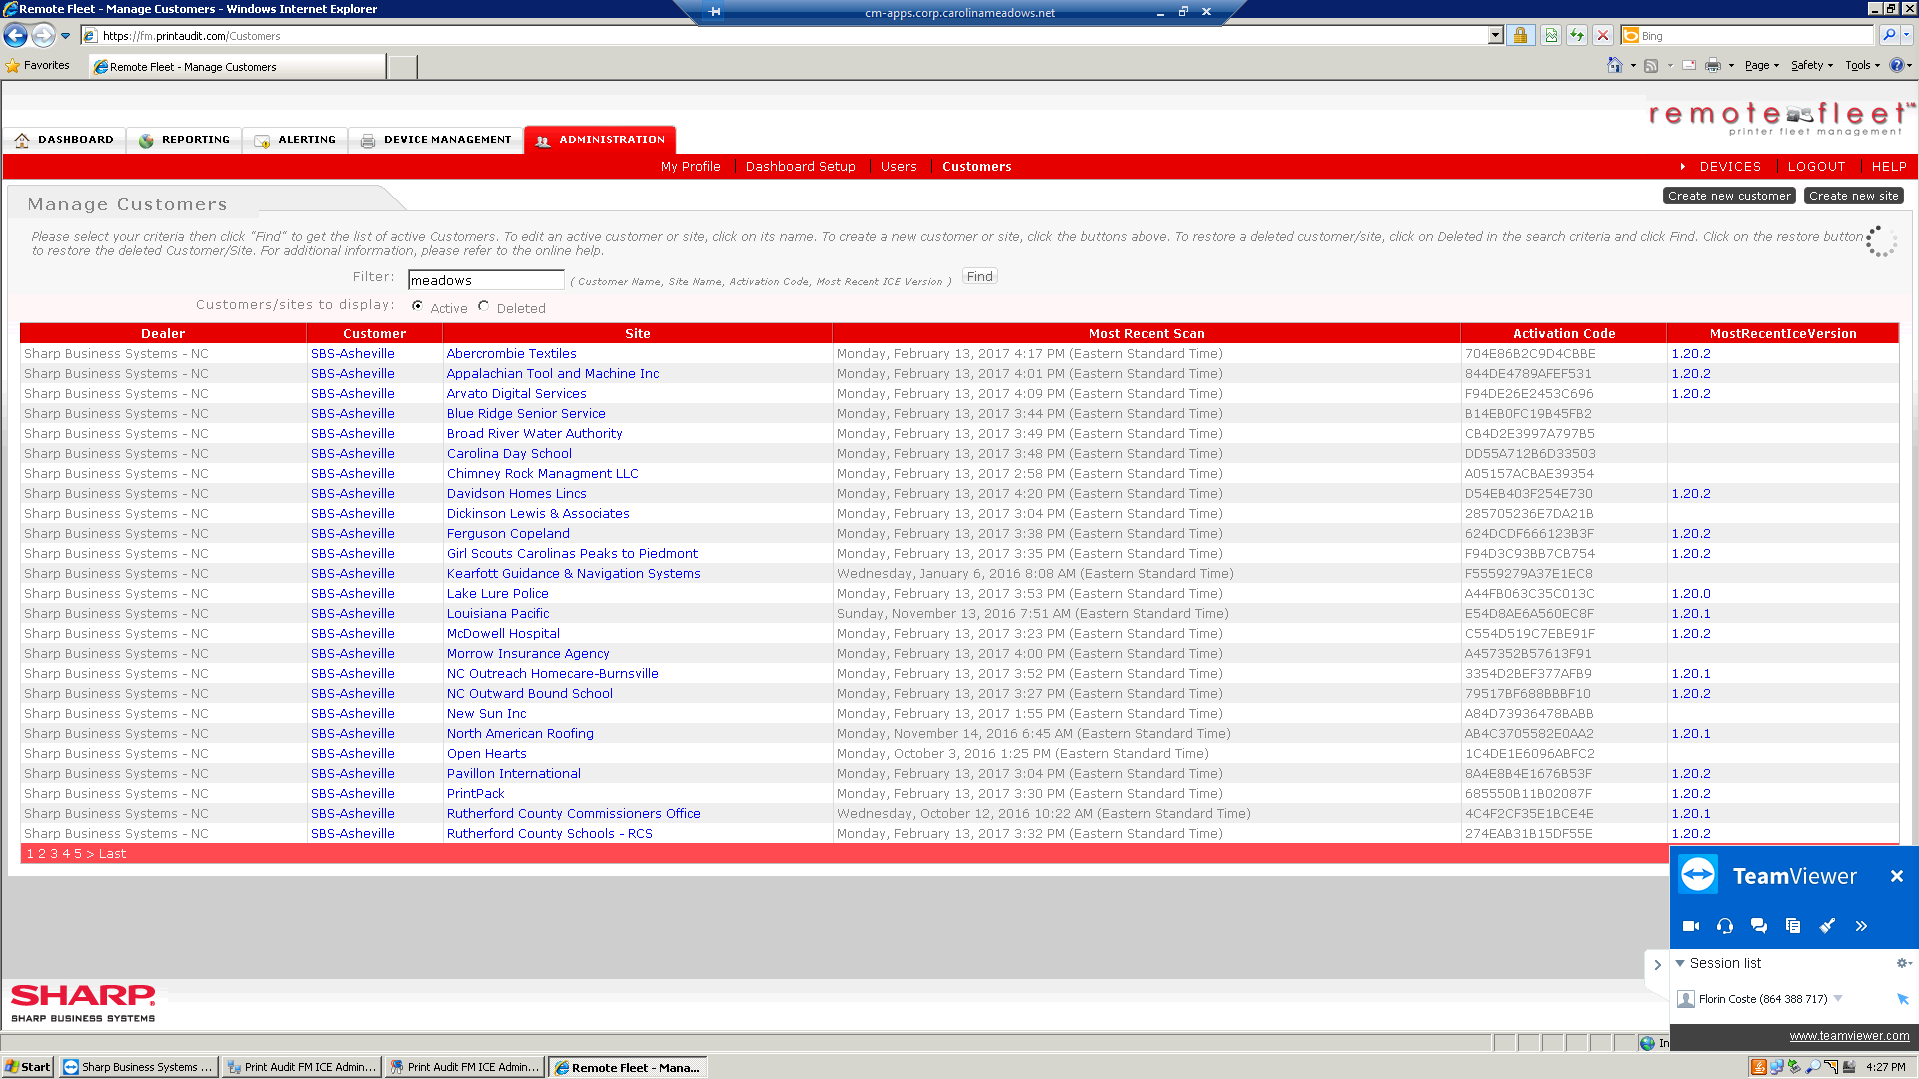 Remote Fleet - Manage Customers - Windows Internet Explorer
cm-apps.corp.carolinameadows.net
https://fm.printaudit.com/Customers
Bing
Favorites
Remote Fleet - Manage Customers
Page
Safety
Tools
remote fleet
printer fleet management
DASHBOARD
REPORTING
ALERTING
DEVICE MANAGEMENT
ADMINISTRATION
My Profile
Dashboard Setup
Users
Customers
DEVICES
LOGOUT
HELP
Manage Customers
Create new customer
Create new site
Please select your criteria then click "Find" to get the list of active Customers. To edit an active customer or site, click on its name. To create a new customer or site, click the buttons above. To restore a deleted customer/site, click on Deleted in the search criteria and click Find. Click on the restore button
to restore the deleted Customer/Site. For additional information, please refer to the online help.
Filter: meadows ( Customer Name, Site Name, Activation Code, Most Recent ICE Version ) Find
Customers/sites to display: Active Deleted
Dealer Customer Site Most Recent Scan Activation Code MostRecentIceVersion
Sharp Business Systems - NC SBS-Asheville Abercrombie Textiles Monday, February 13, 2017 4:17 PM (Eastern Standard Time) 704E86B2C9D4CBBE 1.20.2
Sharp Business Systems - NC SBS-Asheville Appalachian Tool and Machine Inc Monday, February 13, 2017 4:01 PM (Eastern Standard Time) 844DE4789AFEF531 1.20.2
Sharp Business Systems - NC SBS-Asheville Arvato Digital Services Monday, February 13, 2017 4:09 PM (Eastern Standard Time) F94DE26E2453C696 1.20.2
Sharp Business Systems - NC SBS-Asheville Blue Ridge Senior Service Monday, February 13, 2017 3:44 PM (Eastern Standard Time) B14EB0FC19B45FB2
Sharp Business Systems - NC SBS-Asheville Broad River Water Authority Monday, February 13, 2017 3:49 PM (Eastern Standard Time) CB4D2E3997A797B5
Sharp Business Systems - NC SBS-Asheville Carolina Day School Monday, February 13, 2017 3:48 PM (Eastern Standard Time) DD55A712B6D33503
Sharp Business Systems - NC SBS-Asheville Chimney Rock Managment LLC Monday, February 13, 2017 2:58 PM (Eastern Standard Time) A05157ACBAE39354
Sharp Business Systems - NC SBS-Asheville Davidson Homes Lincs Monday, February 13, 2017 4:20 PM (Eastern Standard Time) D54EB403F254E730 1.20.2
Sharp Business Systems - NC SBS-Asheville Dickinson Lewis & Associates Monday, February 13, 2017 3:04 PM (Eastern Standard Time) 285705236E7DA21B
Sharp Business Systems - NC SBS-Asheville Ferguson Copeland Monday, February 13, 2017 3:38 PM (Eastern Standard Time) 624DCDF666123B3F 1.20.2
Sharp Business Systems - NC SBS-Asheville Girl Scouts Carolinas Peaks to Piedmont Monday, February 13, 2017 3:35 PM (Eastern Standard Time) F94D3C93BB7CB754 1.20.2
Sharp Business Systems - NC SBS-Asheville Kearfott Guidance & Navigation Systems Wednesday, January 6, 2016 8:08 AM (Eastern Standard Time) F5559279A37E1EC8
Sharp Business Systems - NC SBS-Asheville Lake Lure Police Monday, February 13, 2017 3:53 PM (Eastern Standard Time) A44FB063C35C013C 1.20.0
Sharp Business Systems - NC SBS-Asheville Louisiana Pacific Sunday, November 13, 2016 7:51 AM (Eastern Standard Time) E54D8AE6A560EC8F 1.20.1
Sharp Business Systems - NC SBS-Asheville McDowell Hospital Monday, February 13, 2017 3:23 PM (Eastern Standard Time) C554D519C7EBE91F 1.20.2
Sharp Business Systems - NC SBS-Asheville Morrow Insurance Agency Monday, February 13, 2017 4:00 PM (Eastern Standard Time) A457352B57613F91
Sharp Business Systems - NC SBS-Asheville NC Outreach Homecare-Burnsville Monday, February 13, 2017 3:52 PM (Eastern Standard Time) 3354D2BEF377AFB9 1.20.1
Sharp Business Systems - NC SBS-Asheville NC Outward Bound School Monday, February 13, 2017 3:27 PM (Eastern Standard Time) 79517BF688BBBF10 1.20.2
Sharp Business Systems - NC SBS-Asheville New Sun Inc Monday, February 13, 2017 1:55 PM (Eastern Standard Time) A84D73936478BABB
Sharp Business Systems - NC SBS-Asheville North American Roofing Monday, November 14, 2016 6:45 AM (Eastern Standard Time) AB4C3705582E0AA2 1.20.1
Sharp Business Systems - NC SBS-Asheville Open Hearts Monday, October 3, 2016 1:25 PM (Eastern Standard Time) 1C4DE1E6096ABFC2
Sharp Business Systems - NC SBS-Asheville Pavillon International Monday, February 13, 2017 3:04 PM (Eastern Standard Time) 8A4E8B4E1676B53F 1.20.2
Sharp Business Systems - NC SBS-Asheville PrintPack Monday, February 13, 2017 3:30 PM (Eastern Standard Time) 685550B11B02087F 1.20.2
Sharp Business Systems - NC SBS-Asheville Rutherford County Commissioners Office Wednesday, October 12, 2016 10:22 AM (Eastern Standard Time) 4C4F2CF35E1BCE4E 1.20.1
Sharp Business Systems - NC SBS-Asheville Rutherford County Schools - RCS Monday, February 13, 2017 3:32 PM (Eastern Standard Time) 274EAB31B15DF55E 1.20.2
1 2 3 4 5 > Last
TeamViewer
Session list
Florin Coste (864 388 717)
www.teamviewer.com
SHARP
SHARP BUSINESS SYSTEMS
In
Start
Sharp Business Systems ...
Print Audit FM ICE Admin...
Print Audit FM ICE Admin...
Remote Fleet - Mana...
4:27 PM